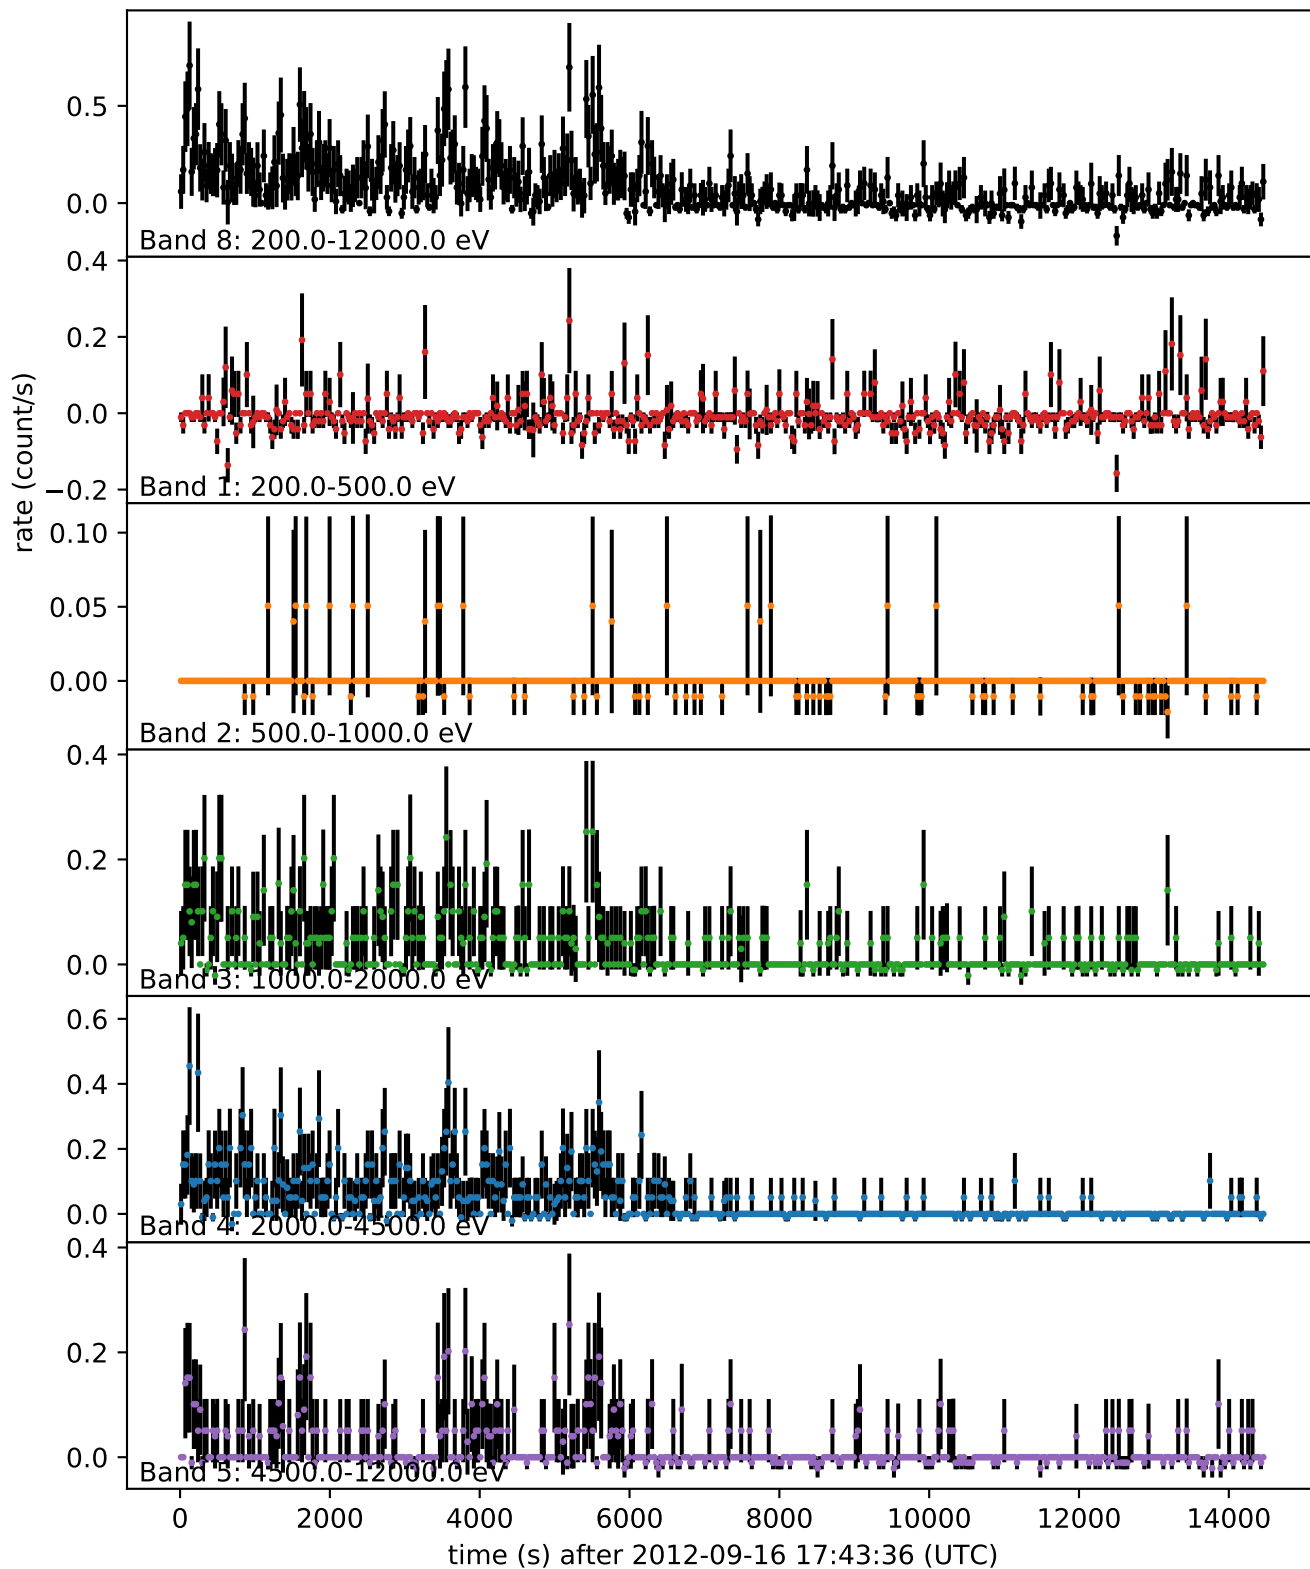 0.5
0.0
Band 8: 200.0-12000.0 eV
0.4
0.2
0.0
−0.2
Band 1: 200.0-500.0 eV
rate (count/s)
0.10
0.05
0.00
Band 2: 500.0-1000.0 eV
0.4
0.2
0.0
Band 3: 1000.0-2000.0 eV
0.6
0.4
0.2
0.0
Band 4: 2000.0-4500.0 eV
0.4
0.2
0.0
Band 5: 4500.0-12000.0 eV
0 2000 4000 6000 8000 10000 12000 14000
time (s) after 2012-09-16 17:43:36 (UTC)